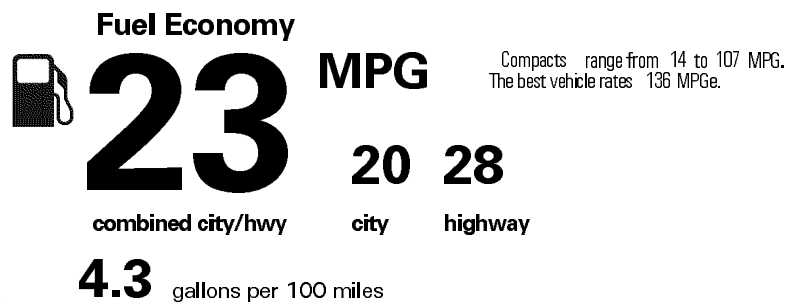 Fuel Economy
23 MPG
Compacts range from 14 to 107 MPG.
The best vehicle rates 136 MPGe.
20 28
combined city/hwy city highway
4.3 gallons per 100 miles